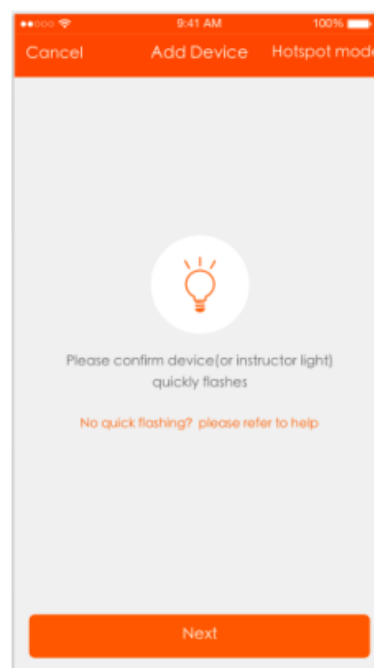 9:41 AM 100%
Cancel Add Device Hotspot mode
Please confirm device(or instructor light)
quickly flashes
No quick flashing? please refer to help
Next